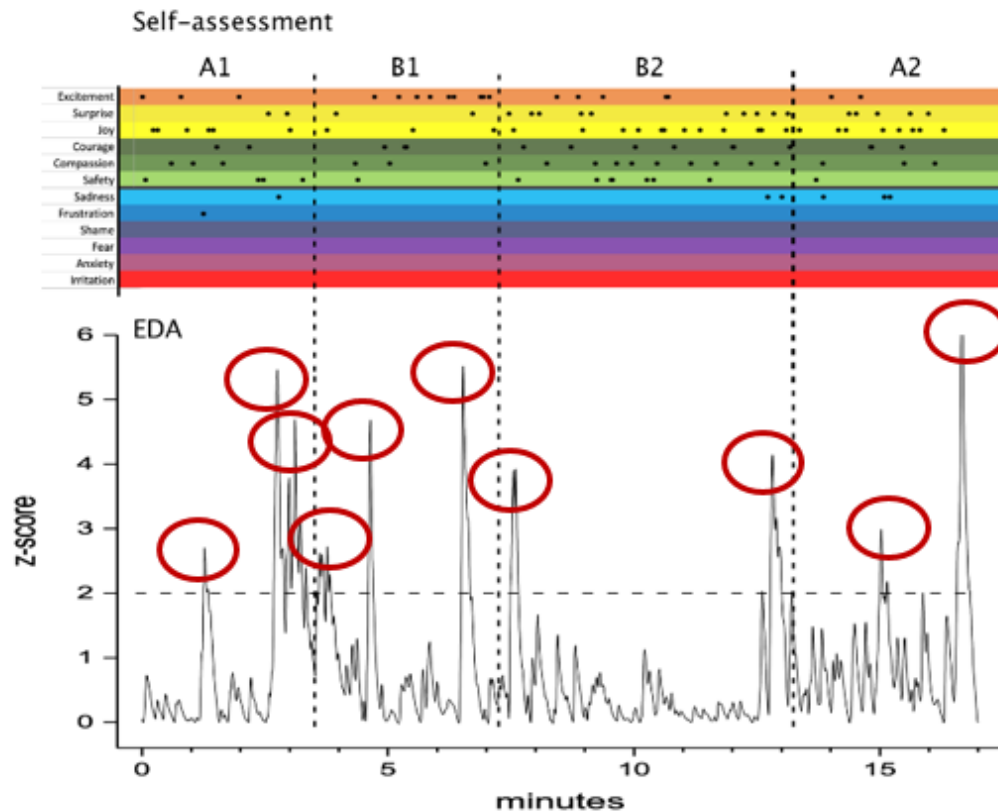 Self-assessment
A1 B1 B2 A2
Excitement
Surprise
Joy
Courage
Compassion
Safety
Sadness
Frustration
Shame
Fear
Anxiety
Irritation
EDA
6
5
4
3
2
1
0
z-score
0 5 10 15
minutes